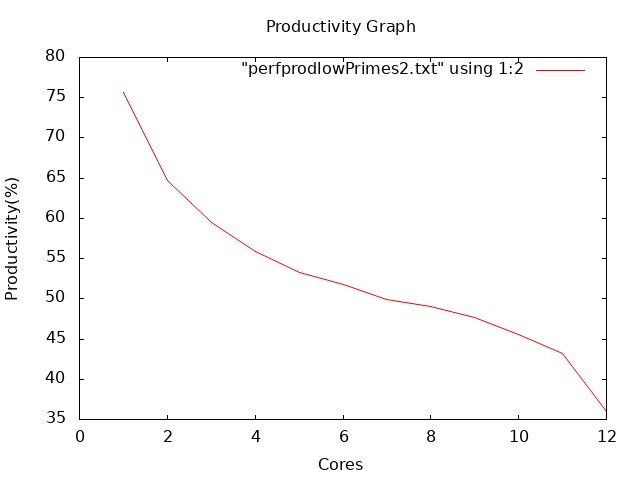 Productivity Graph
"perfprodlowPrimes2.txt" using 1:2
80
75
70
65
60
55
50
45
40
35
Productivity(%)
0 2 4 6 8 10 12
Cores